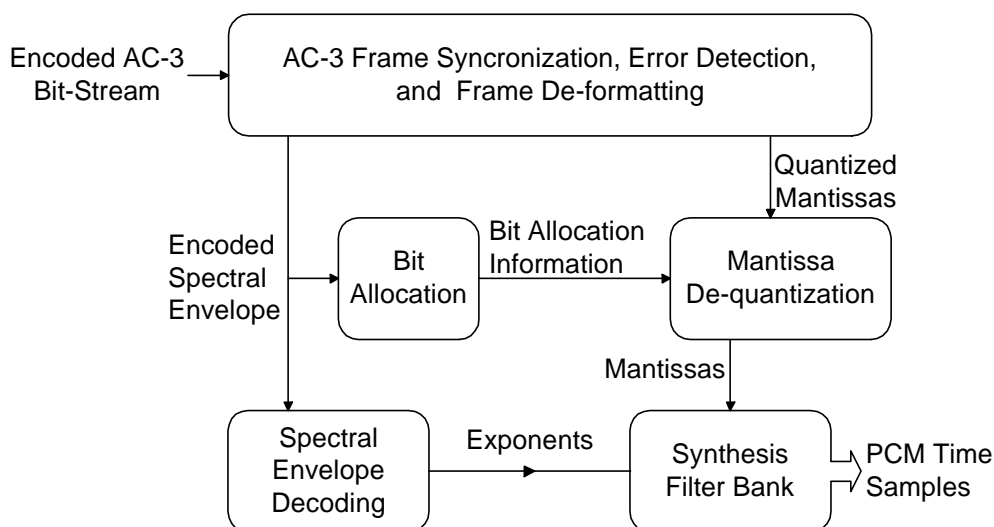 Encoded AC-3
Bit-Stream
AC-3 Frame Syncronization, Error Detection,
and Frame De-formatting
Quantized
Mantissas
Encoded
Spectral
Envelope
Bit
Allocation
Bit Allocation
Information
Mantissa
De-quantization
Mantissas
Spectral
Envelope
Decoding
Exponents
Synthesis
Filter Bank
PCM Time
Samples